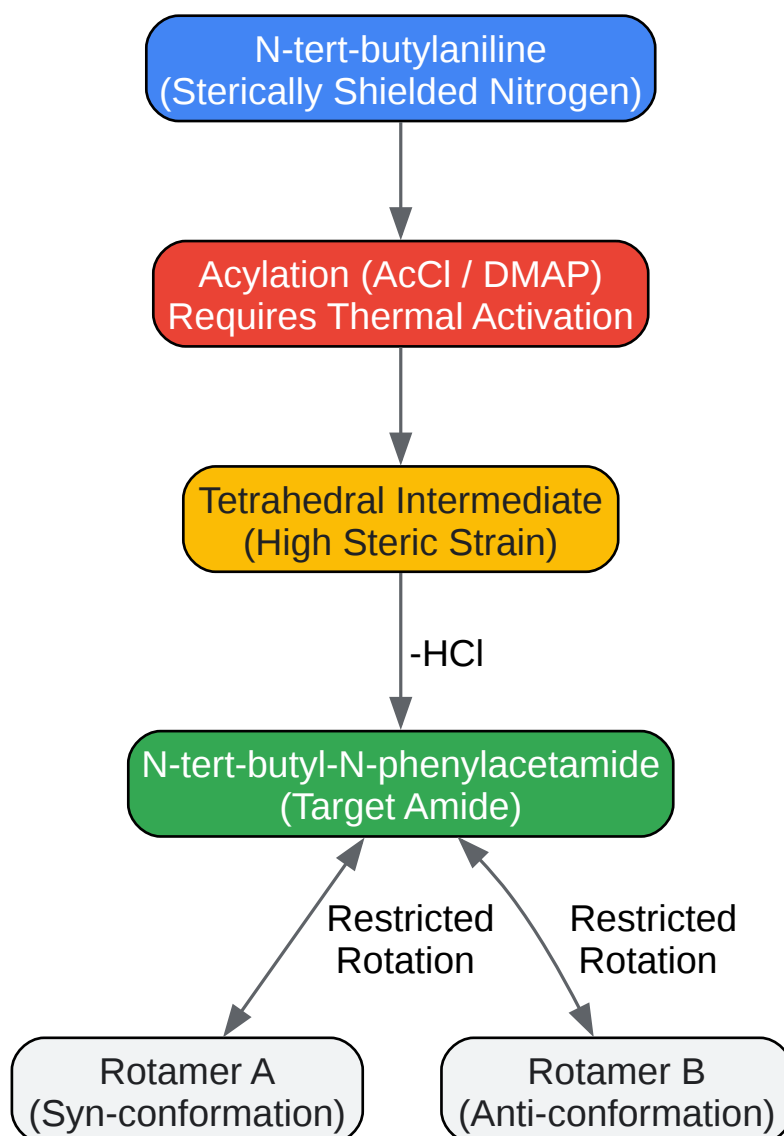 N-tert-butylaniline
(Sterically Shielded Nitrogen)
Acylation (AcCl / DMAP)
Requires Thermal Activation
Tetrahedral Intermediate
(High Steric Strain)
-HCl
N-tert-butyl-N-phenylacetamide
(Target Amide)
Restricted
Rotation
Restricted
Rotation
Rotamer A
(Syn-conformation)
Rotamer B
(Anti-conformation)